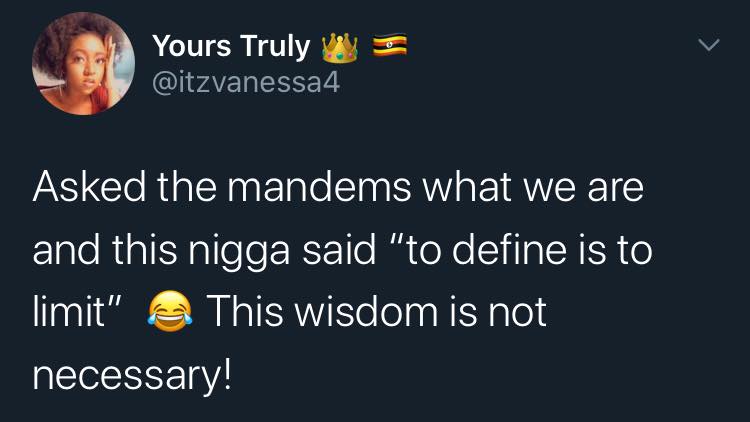 Yours Truly 👑 🇺🇬
@itzvanessa4
Asked the mandems what we are
and this nigga said “to define is to
limit” 😂 This wisdom is not
necessary!